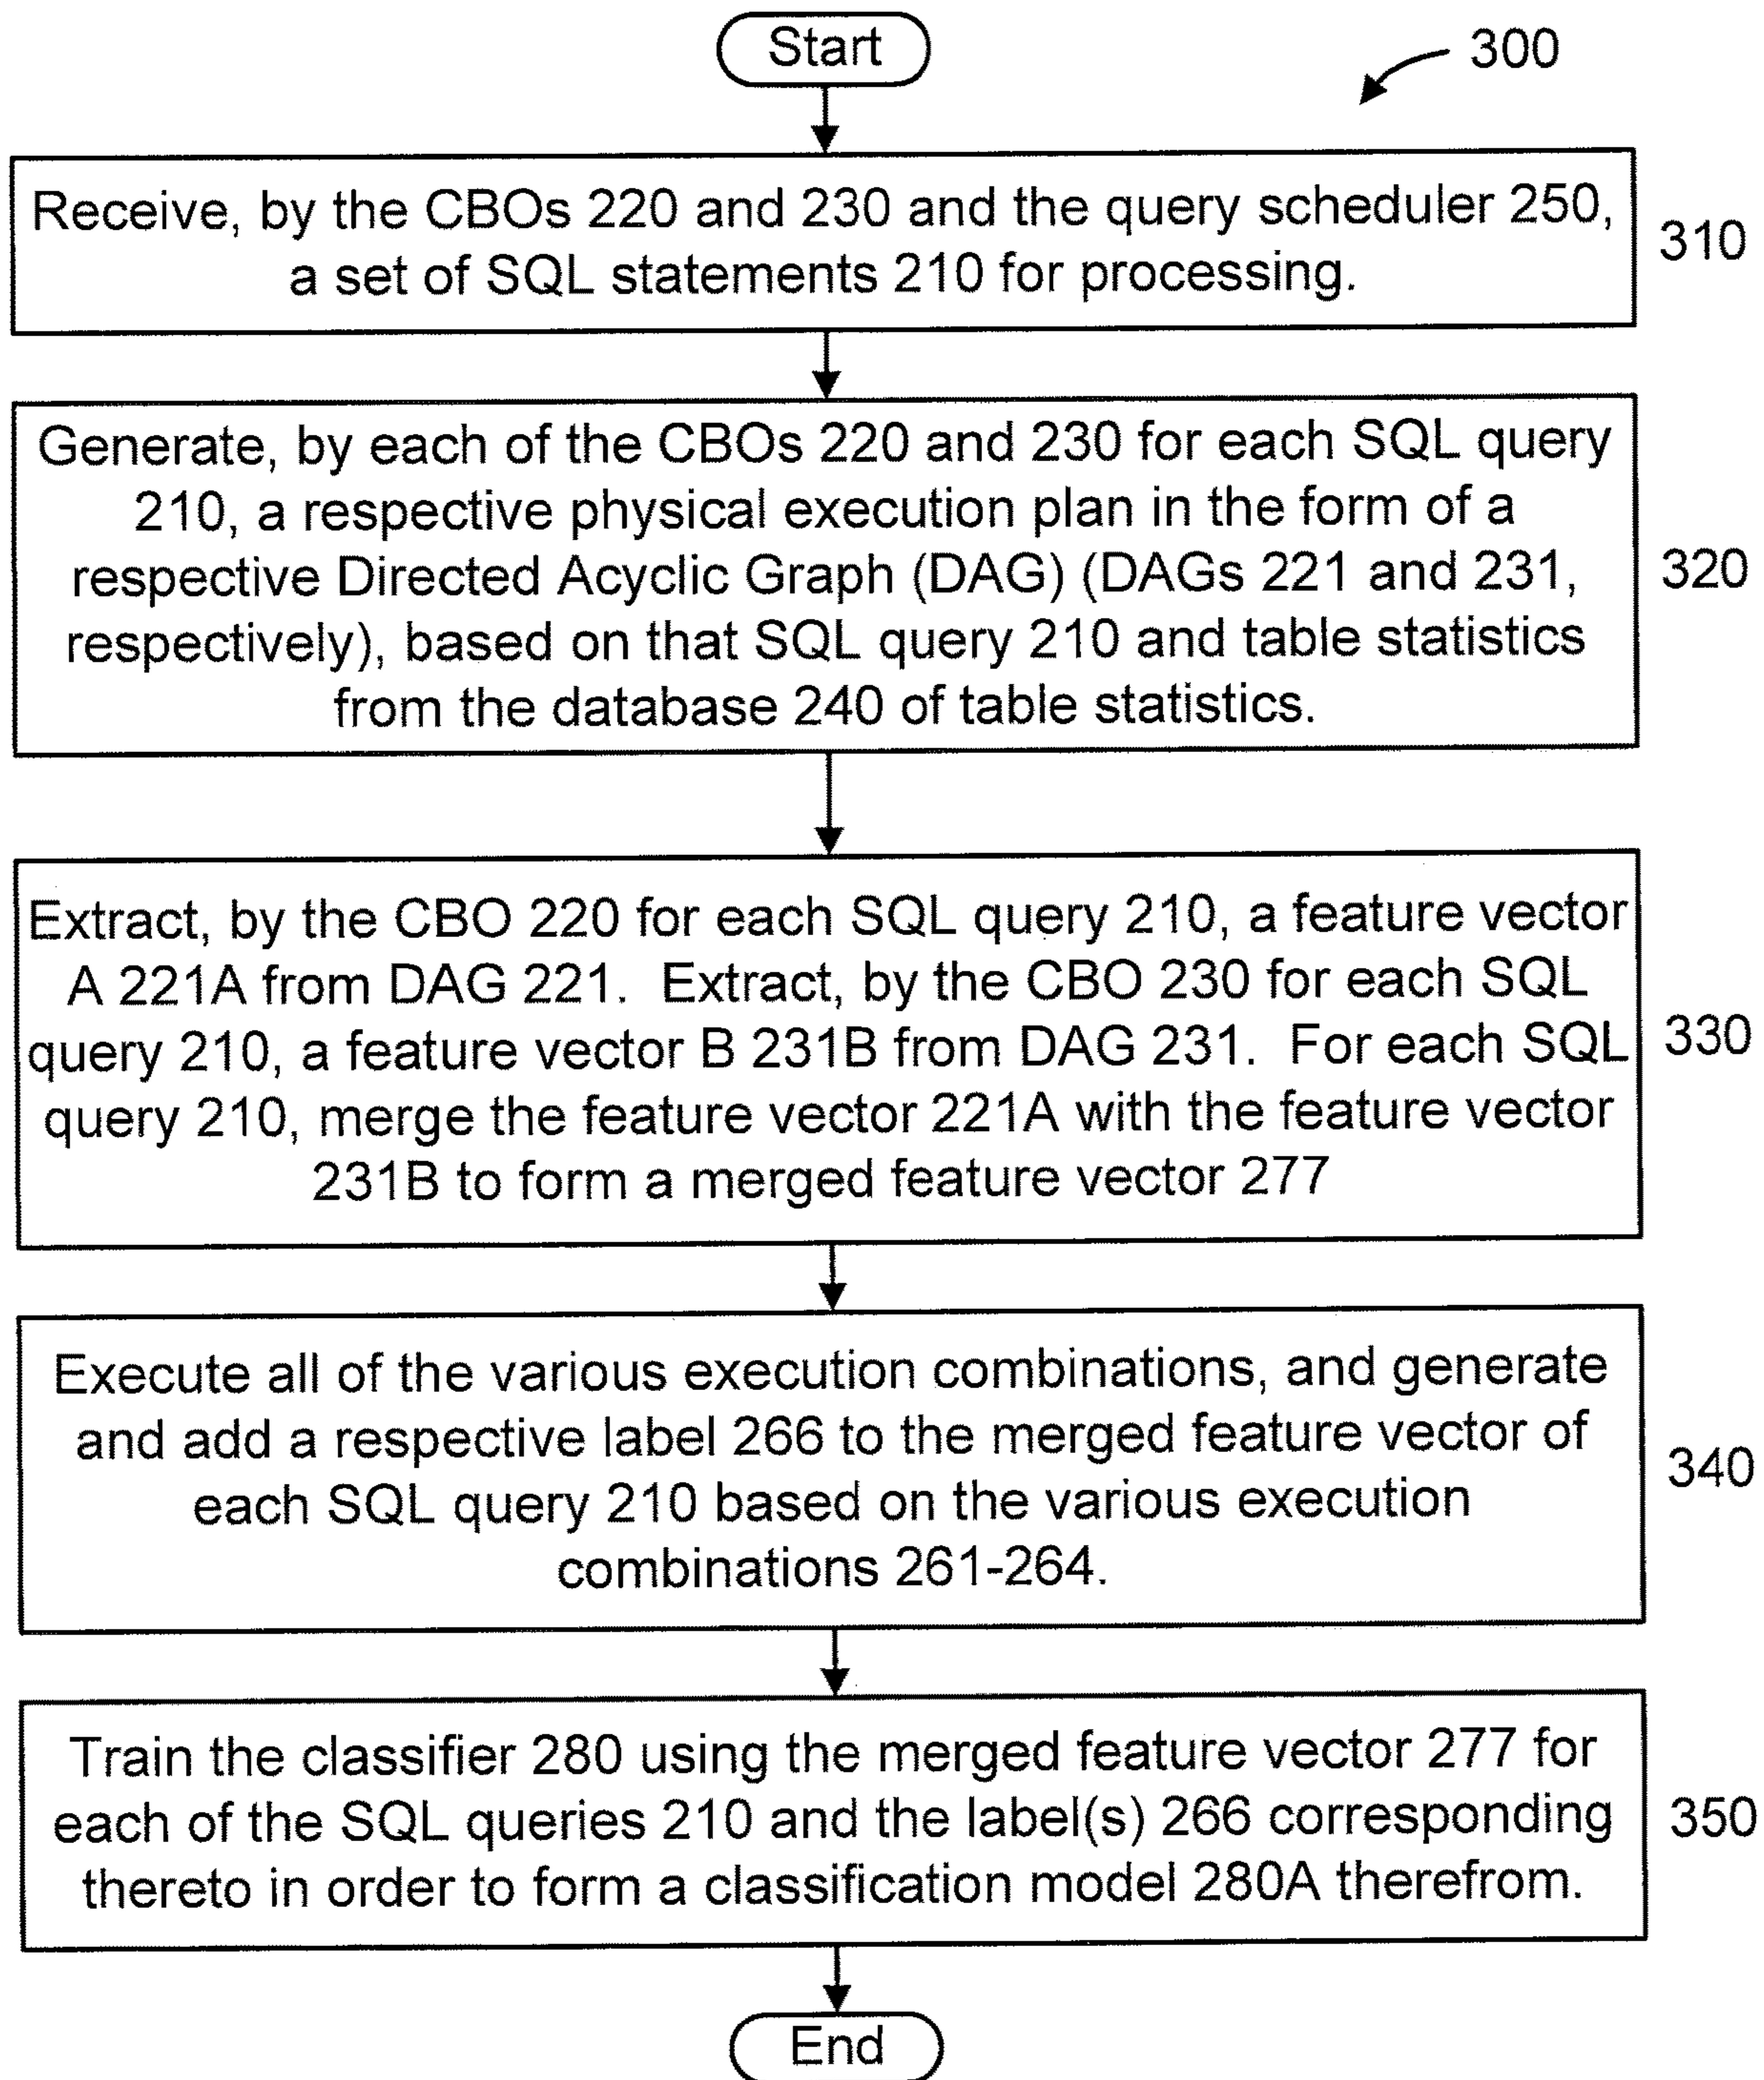 Start
300
Receive, by the CBOs 220 and 230 and the query scheduler 250,
a set of SQL statements 210 for processing.
310
Generate, by each of the CBOs 220 and 230 for each SQL query
210, a respective physical execution plan in the form of a
respective Directed Acyclic Graph (DAG) (DAGs 221 and 231,
respectively), based on that SQL query 210 and table statistics
from the database 240 of table statistics.
320
Extract, by the CBO 220 for each SQL query 210, a feature vector
A 221A from DAG 221. Extract, by the CBO 230 for each SQL
query 210, a feature vector B 231B from DAG 231. For each SQL
query 210, merge the feature vector 221A with the feature vector
231B to form a merged feature vector 277
330
Execute all of the various execution combinations, and generate
and add a respective label 266 to the merged feature vector of
each SQL query 210 based on the various execution
combinations 261-264.
340
Train the classifier 280 using the merged feature vector 277 for
each of the SQL queries 210 and the label(s) 266 corresponding
thereto in order to form a classification model 280A therefrom.
350
End